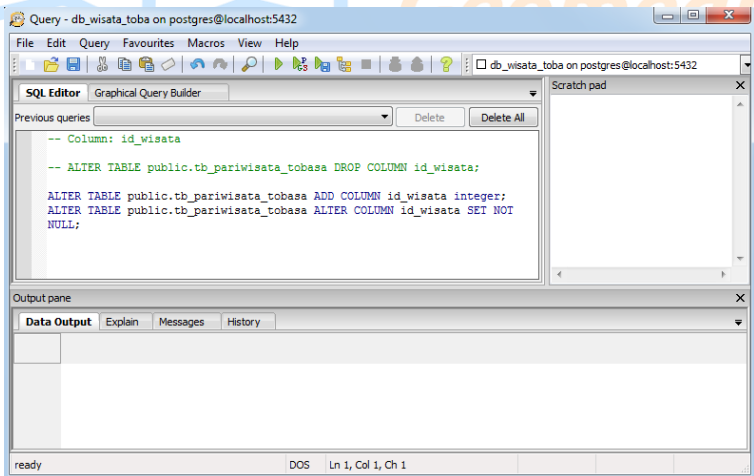 Query - db_wisata_toba on postgres@localhost:5432
File Edit Query Favourites Macros View Help
db_wisata_toba on postgres@localhost:5432
SQL Editor Graphical Query Builder
Scratch pad
Previous queries Delete Delete All
-- Column: id_wisata
-- ALTER TABLE public.tb_pariwisata_tobasa DROP COLUMN id_wisata;
ALTER TABLE public.tb_pariwisata_tobasa ADD COLUMN id_wisata integer;
ALTER TABLE public.tb_pariwisata_tobasa ALTER COLUMN id_wisata SET NOT
NULL;
Output pane
Data Output Explain Messages History
ready DOS Ln 1, Col 1, Ch 1